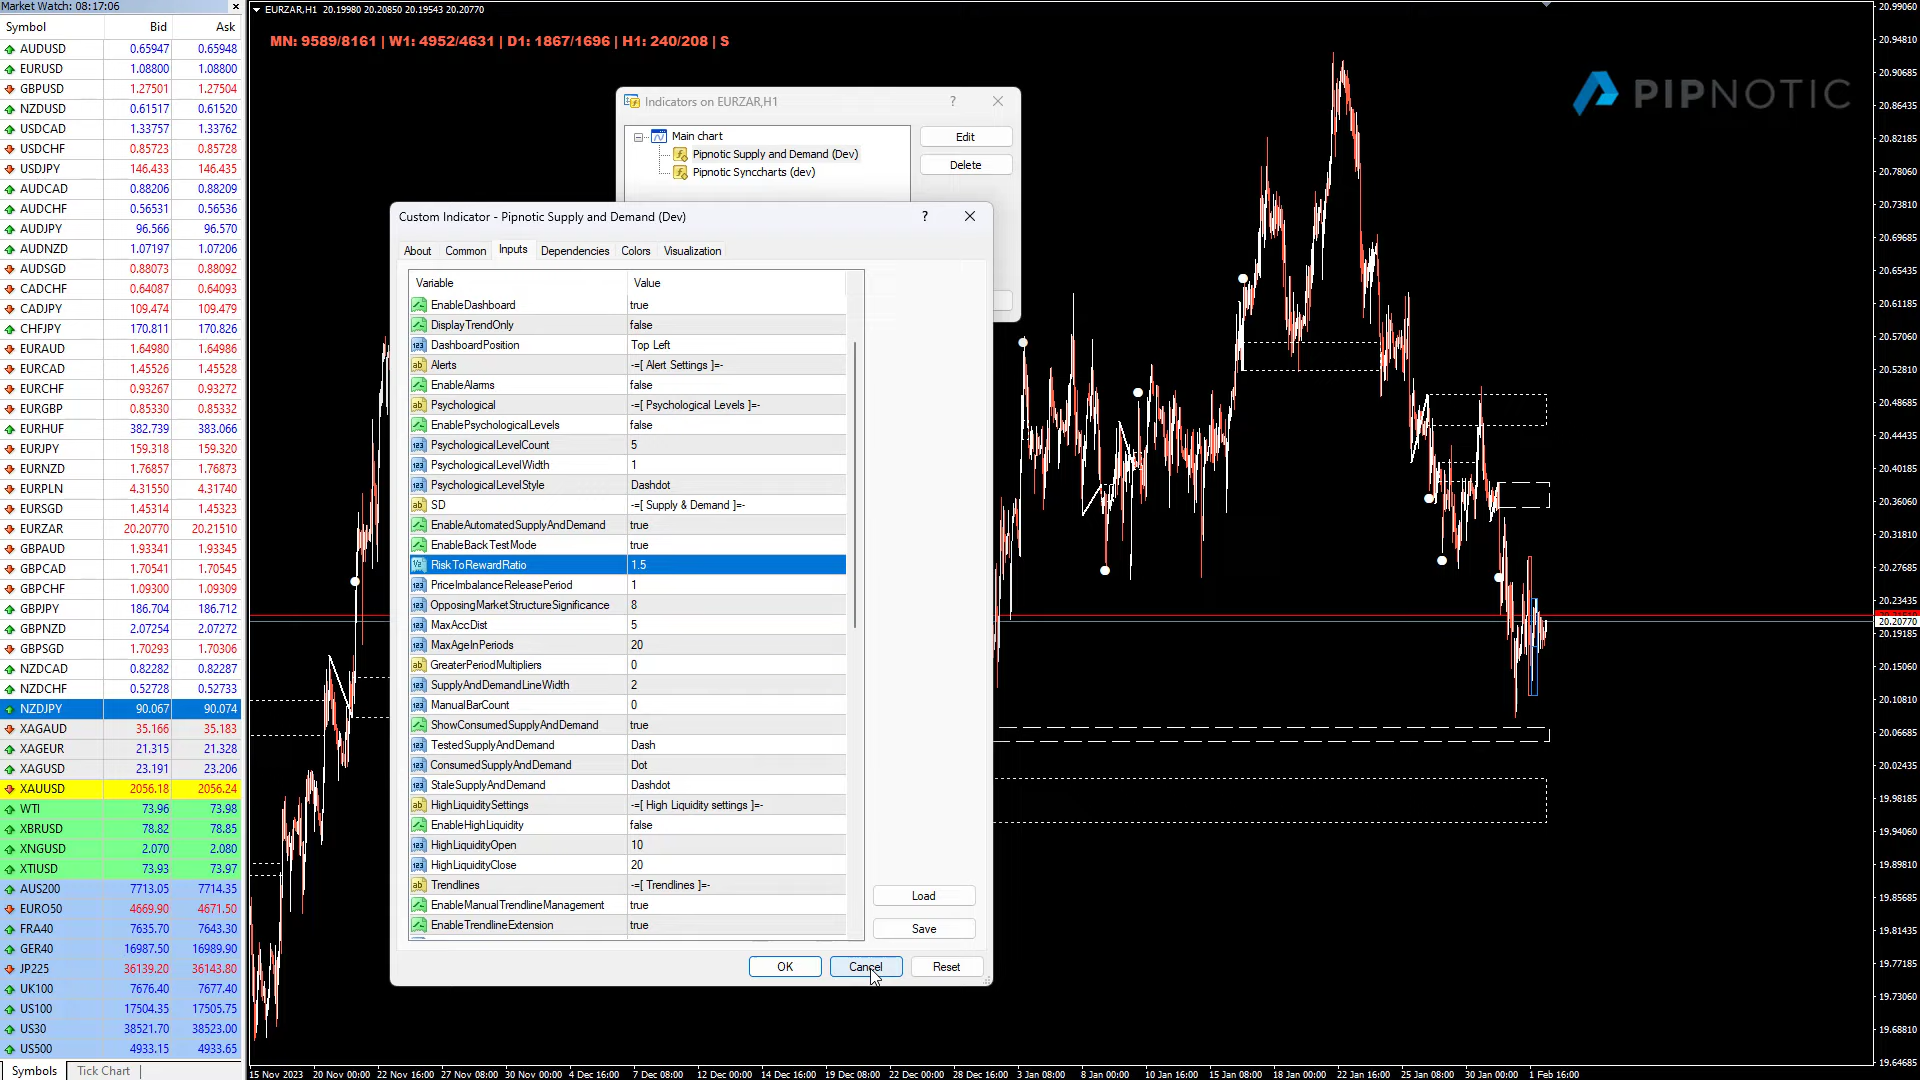 Market Watch: 08:17:06
Symbol Bid Ask
AUDUSD 0.65947 0.65948
EURUSD 1.08800 1.08800
GBPUSD 1.27501 1.27504
NZDUSD 0.61517 0.61520
USDCAD 1.33757 1.33762
USDCHF 0.85723 0.85728
USDJPY 146.433 146.435
AUDCAD 0.88206 0.88209
AUDCHF 0.56531 0.56536
AUDJPY 96.566 96.570
AUDNZD 1.07197 1.07206
AUDSGD 0.88073 0.88092
CADCHF 0.64087 0.64093
CADJPY 109.474 109.479
CHFJPY 170.811 170.826
EURAUD 1.64980 1.64986
EURCAD 1.45526 1.45528
EURCHF 0.93267 0.93272
EURGBP 0.85330 0.85332
EURHUF 382.739 383.066
EURJPY 159.318 159.320
EURNZD 1.76857 1.76873
EURPLN 4.31550 4.31740
EURSGD 1.45314 1.45323
EURZAR 20.20770 20.21510
GBPAUD 1.93341 1.93345
GBPCAD 1.70541 1.70545
GBPCHF 1.09309 1.09309
GBPJPY 186.704 186.712
GBPNZD 2.07254 2.07272
GBPSGD 1.70293 1.70306
NZDCAD 0.82282 0.82287
NZDCHF 0.52728 0.52733
NZDJPY 90.067 90.074
XAGAUD 35.166 35.183
XAGEUR 21.315 21.328
XAGUSD 23.191 23.206
XAUUSD 2056.18 2056.24
WTI 73.96 73.98
XBRUSD 78.82 78.85
XNGUSD 2.070 2.080
XTIUSD 73.93 73.97
AUS200 7713.05 7714.35
EURO50 4669.90 4671.50
FRA40 7635.70 7643.30
GER40 16987.50 16989.90
JP225 36139.20 36143.80
UK100 7676.40 7677.40
US100 17504.35 17505.75
US30 38521.70 38523.00
US500 4933.15 4933.65
Symbols Tick Chart
EURZAR,H1 20.19980 20.20850 20.19543 20.20770
MN: 9589/8161 | W1: 4952/4631 | D1: 1867/1696 | H1: 240/208 | S
PIPNOTIC
Indicators on EURZAR,H1
Main chart
Pipnotic Supply and Demand (Dev)
Pipnotic Synccharts (dev)
Edit
Delete
Custom Indicator - Pipnotic Supply and Demand (Dev)
About Common Inputs Dependencies Colors Visualization
Variable Value
EnableDashboard true
DisplayTrendOnly false
DashboardPosition Top Left
Alerts -=[ Alert Settings ]=-
EnableAlarms false
Psychological -=[ Psychological Levels ]=-
EnablePsychologicalLevels false
PsychologicalLevelCount 5
PsychologicalLevelWidth 1
PsychologicalLevelStyle Dashdot
SD -=[ Supply & Demand ]=-
EnableAutomatedSupplyAndDemand true
EnableBackTestMode true
RiskToRewardRatio 1.5
PriceImbalanceReleasePeriod 1
OpposingMarketStructureSignificance 8
MaxAccDist 5
MaxAgeInPeriods 20
GreaterPeriodMultipliers 0
SupplyAndDemandLineWidth 2
ManualBarCount 0
ShowConsumedSupplyAndDemand true
TestedSupplyAndDemand Dash
ConsumedSupplyAndDemand Dot
StaleSupplyAndDemand Dashdot
HighLiquiditySettings -=[ High Liquidity settings ]=-
EnableHighLiquidity false
HighLiquidityOpen 10
HighLiquidityClose 20
Trendlines -=[ Trendlines ]=-
EnableManualTrendlineManagement true
EnableTrendlineExtension true
Load
Save
OK Cancel Reset
20.99060
20.94810
20.90685
20.86435
20.82185
20.78060
20.73810
20.69685
20.65435
20.61185
20.57060
20.52810
20.48685
20.44435
20.40185
20.36060
20.31810
20.27685
20.23435
20.20770
20.19185
20.15060
20.10810
20.06685
20.02435
19.98185
19.94060
19.89810
19.85685
19.81435
19.77185
19.73060
19.68810
19.64685
15 Nov 2023 20 Nov 00:00 22 Nov 16:00 27 Nov 08:00 30 Nov 00:00 4 Dec 16:00 7 Dec 08:00 12 Dec 00:00 14 Dec 16:00 19 Dec 08:00 22 Dec 00:00 28 Dec 16:00 3 Jan 08:00 8 Jan 00:00 10 Jan 16:00 15 Jan 08:00 18 Jan 00:00 22 Jan 16:00 25 Jan 08:00 30 Jan 00:00 1 Feb 16:00